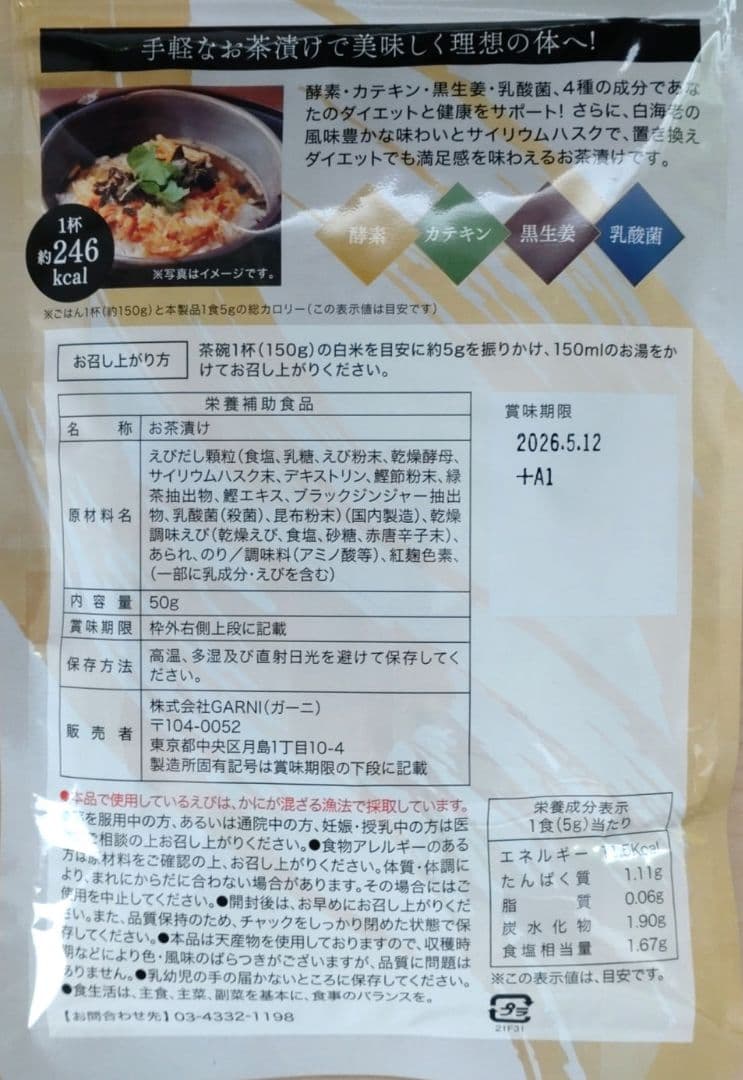 手軽なお茶漬けで美味しく理想の体へ!
酵素・カテキン・黒生姜・乳酸菌、4種の成分であな
たのダイエットと健康をサポート! さらに、白海老の
風味豊かな味わいとサイリウムハスクで、置き換え
ダイエットでも満足感を味わえるお茶漬けです。
1杯
約246
kcal
※写真はイメージです。
酵素
カテキン
黒生姜
乳酸菌
※ごはん1杯(約150g)と本製品1食5gの総カロリー(この表示値は目安です)
お召し上がり方
茶碗1杯(150g)の白米を目安に約5gを振りかけ、150mlのお湯をか
けてお召し上がりください。
栄養補助食品
名 称 お茶漬け
原材料名
えびだし顆粒(食塩、乳糖、えび粉末、乾燥酵母、
サイリウムハスク末、デキストリン、鰹節粉末、緑
茶抽出物、鰹エキス、ブラックジンジャー抽出
物、乳酸菌(殺菌)、昆布粉末)(国内製造)、乾燥
調味えび(乾燥えび、食塩、砂糖、赤唐辛子末)、
あられ、のり/調味料(アミノ酸等)、紅麹色素、
(一部に乳成分・えびを含む)
内容量 50g
賞味期限 枠外右側上段に記載
保存方法
高温、多湿及び直射日光を避けて保存してく
ださい。
販売者
株式会社GARNI(ガーニ)
〒104-0052
東京都中央区月島1丁目10-4
製造所固有記号は賞味期限の下段に記載
賞味期限
2026.5.12
+A1
●本品で使用しているえびは、かにが混ざる漁法で採取しています。
を服用中の方、あるいは通院中の方、妊娠・授乳中の方は医
ご相談の上お召し上がりください。●食物アレルギーのある
方は原材料をご確認の上、お召し上がりください。体質・体調に
より、まれにからだに合わない場合があります。その場合にはご
使用を中止してください。●開封後は、お早めにお召し上がりくだ
さい。また、品質保持のため、チャックをしっかり閉めた状態で保
存してください。●本品は天産物を使用しておりますので、収穫時
期などにより色・風味のばらつきがございますが、品質に問題は
ありません。●乳幼児の手の届かないところに保存してください。
●食生活は、主食、主菜、副菜を基本に、食事のバランスを。
【お問合わせ先】03-4332-1198
栄養成分表示
1食(5g)当たり
エネルギー Kcal
たんぱく質 1.11g
脂質 0.06g
炭水化物 1.90g
食塩相当量 1.67g
※この表示値は、目安です。
プラ
21F31